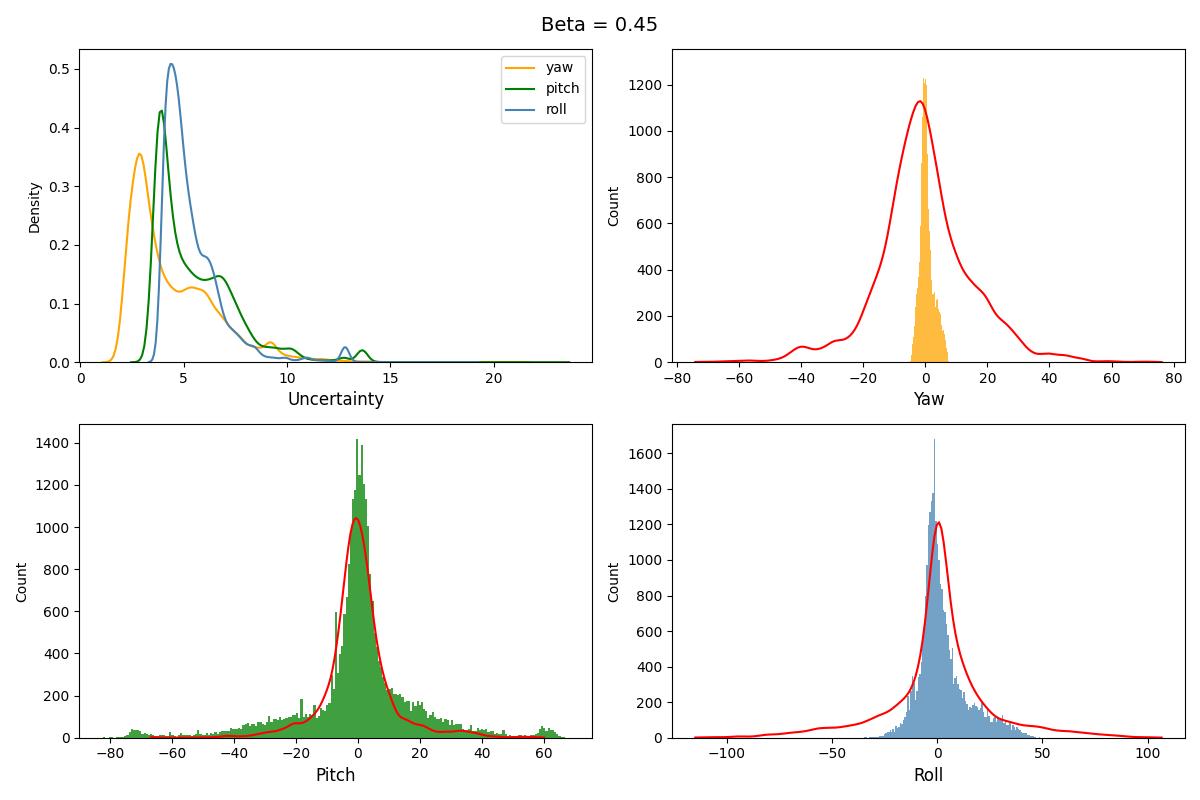 Beta = 0.45
0.5
0.4
0.3
0.2
0.1
0.0
Density
yaw
pitch
roll
0 5 10 15 20
Uncertainty
1200
1000
800
600
400
200
0
Count
−80 −60 −40 −20 0 20 40 60 80
Yaw
1400
1200
1000
800
600
400
200
0
Count
−80 −60 −40 −20 0 20 40 60
Pitch
1600
1400
1200
1000
800
600
400
200
0
Count
−100 −50 0 50 100
Roll